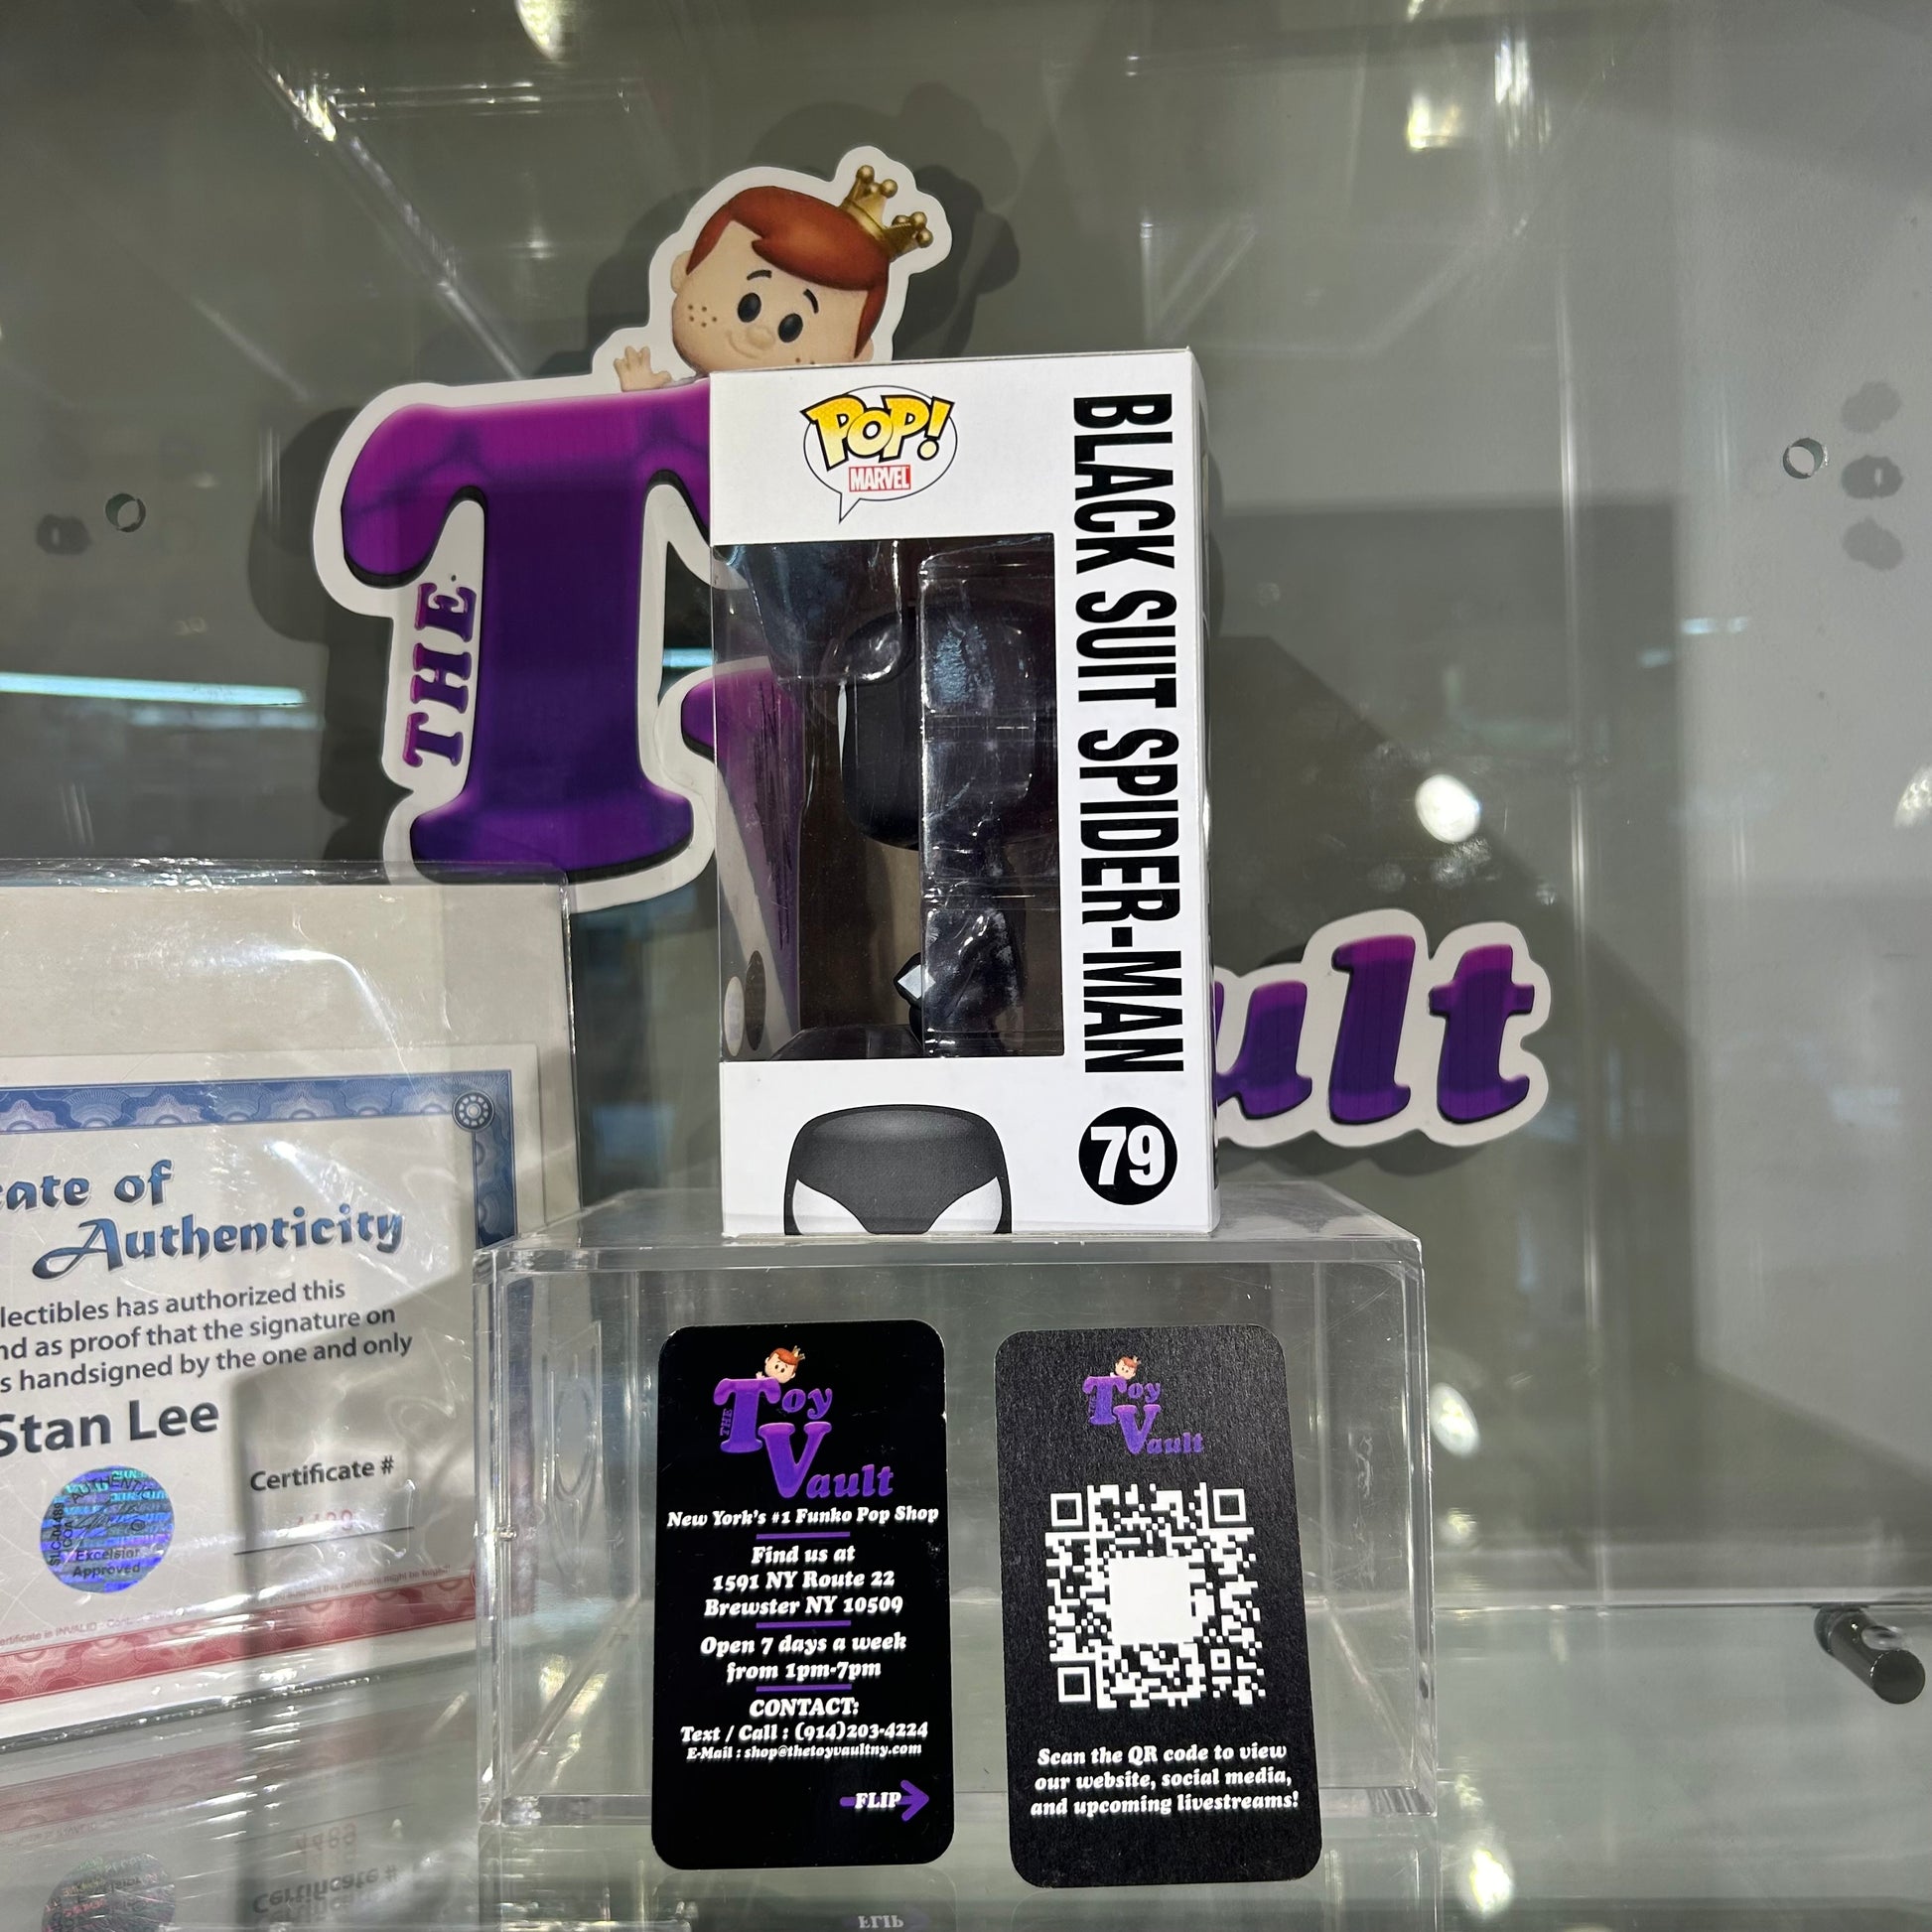 THE
T
ult
POP!
MARVEL
BLACK SUIT SPIDER-MAN
79
cate of
Authenticity
lectibles has authorized this
nd as proof that the signature on
s handsigned by the one and only
Stan Lee
Certificate #
Excelsior
Approved
THE Toy
Vault
New York's #1 Funko Pop Shop
Find us at
1591 NY Route 22
Brewster NY 10509
Open 7 days a week
from 1pm-7pm
CONTACT:
Text / Call : (914)203-4224
E-Mail : shop@thetoyvaultny.com
FLIP
THE Toy
Vault
Scan the QR code to view
our website, social media,
and upcoming livestreams!